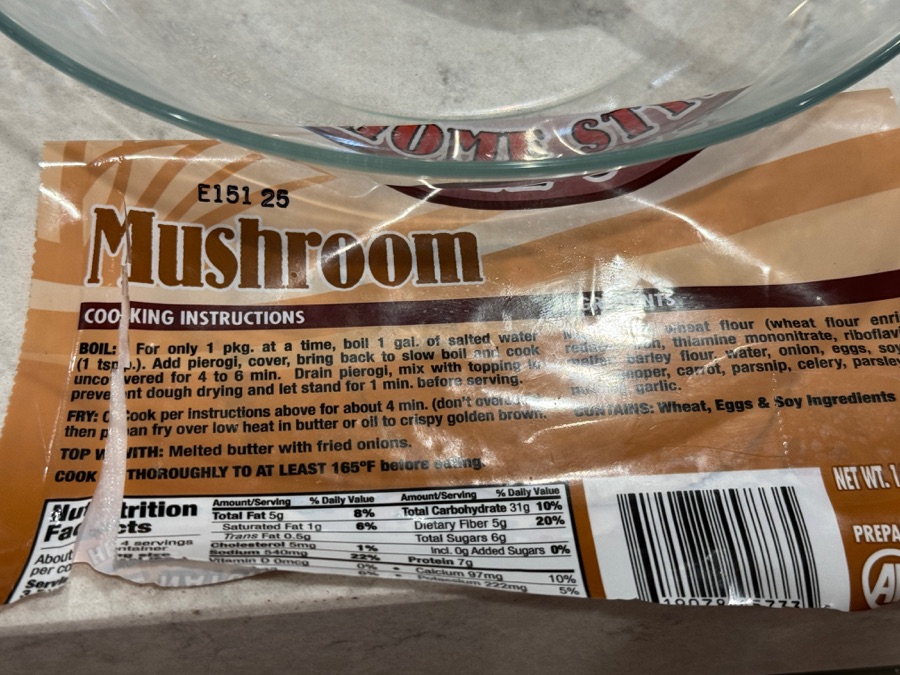 HOME STY
E151 25
Mushroom
COOKING INSTRUCTIONS
BOIL: For only 1 pkg. at a time, boil 1 gal. of salted water
(1 tsp.). Add pierogi, cover, bring back to slow boil and cook
uncovered for 4 to 6 min. Drain pierogi, mix with topping to
prevent dough drying and let stand for 1 min. before serving.
FRY: Cook per instructions above for about 4 min. (don't
then pan fry over low heat in butter or oil to crispy golden brown.
TOP WITH: Melted butter with fried onions.
COOK THOROUGHLY TO AT LEAST 165°F before eating.
wheat flour (wheat flour enri
thiamine mononitrate, riboflavi
barley flour, water, onion, eggs, soy
pepper, carrot, parsnip, celery, parsley
garlic.
CONTAINS: Wheat, Eggs & Soy Ingredients
NET WT. 1
PREPA
Nutrition
Facts
About 4 servings
per container
Amount/Serving % Daily Value
Total Fat 5g 8%
Saturated Fat 1g 6%
Trans Fat 0.5g
Cholesterol 5mg 1%
Sodium 540mg 22%
Vitamin D 0mcg 0%
6%
Amount/Serving % Daily Value
Total Carbohydrate 31g 10%
Dietary Fiber 5g 20%
Total Sugars 6g
Incl. 0g Added Sugars 0%
Protein 7g
• Calcium 97mg 10%
Potassium 222mg 5%